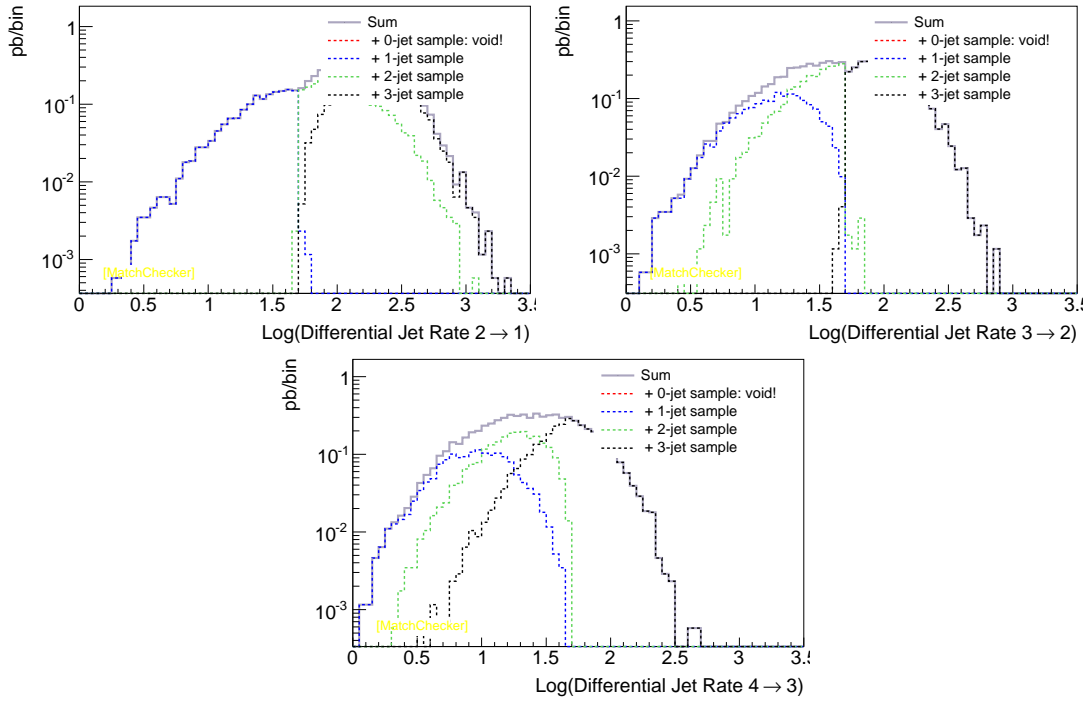 pb/bin
1
10⁻¹
10⁻²
10⁻³
Sum
+ 0-jet sample: void!
+ 1-jet sample
+ 2-jet sample
+ 3-jet sample
[MatchChecker]
0 0.5 1 1.5 2 2.5 3 3.5
Log(Differential Jet Rate 2 → 1)
pb/bin
1
10⁻¹
10⁻²
10⁻³
Sum
+ 0-jet sample: void!
+ 1-jet sample
+ 2-jet sample
+ 3-jet sample
[MatchChecker]
0 0.5 1 1.5 2 2.5 3 3.5
Log(Differential Jet Rate 3 → 2)
pb/bin
1
10⁻¹
10⁻²
10⁻³
Sum
+ 0-jet sample: void!
+ 1-jet sample
+ 2-jet sample
+ 3-jet sample
[MatchChecker]
0 0.5 1 1.5 2 2.5 3 3.5
Log(Differential Jet Rate 4 → 3)